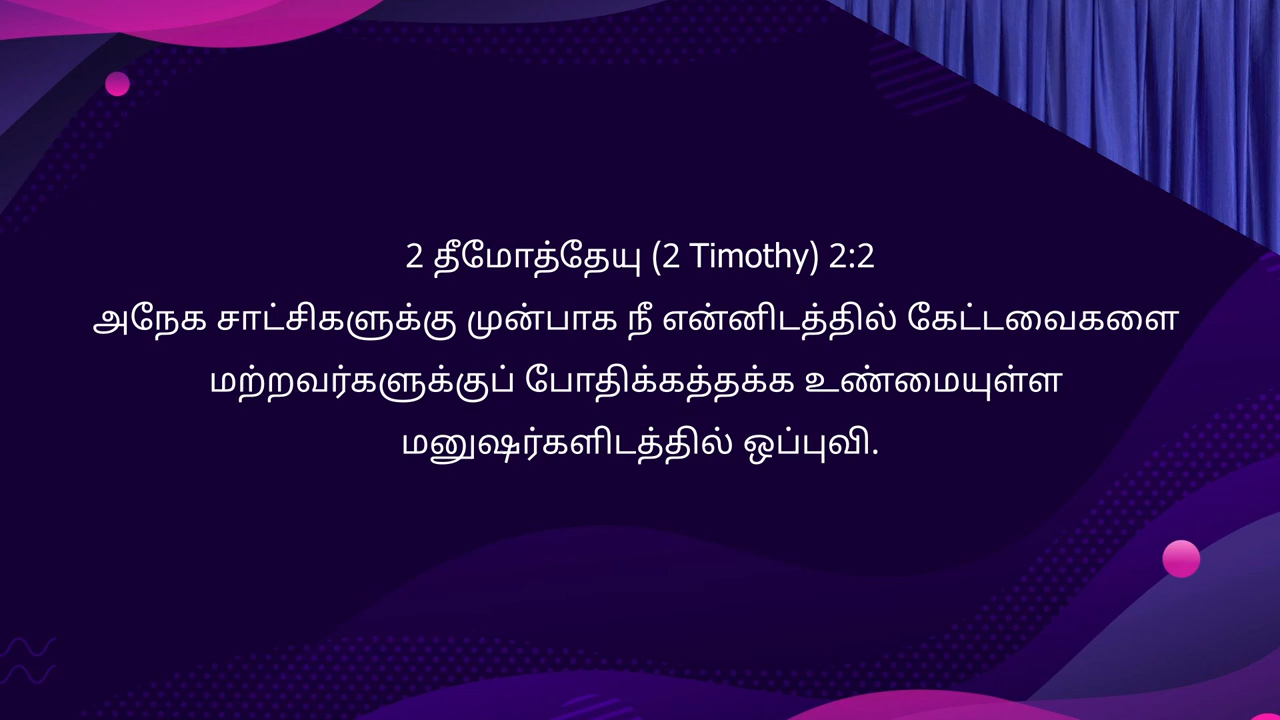 2 தீமோத்தேயு (2 Timothy) 2:2
அநேக சாட்சிகளுக்கு முன்பாக நீ என்னிடத்தில் கேட்டவைகளை
மற்றவர்களுக்குப் போதிக்கத்தக்க உண்மையுள்ள
மனுஷர்களிடத்தில் ஒப்புவி.